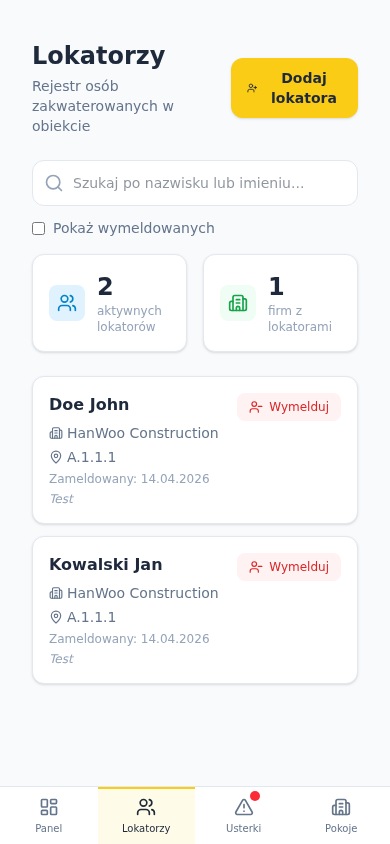 Lokatorzy
Rejestr osób
zakwaterowanych w
obiekcie
Dodaj
lokatora
Szukaj po nazwisku lub imieniu...
Pokaż wymeldowanych
2
aktywnych
lokatorów
1
firm z
lokatorami
Doe John
Wymelduj
HanWoo Construction
A.1.1.1
Zameldowany: 14.04.2026
Test
Kowalski Jan
Wymelduj
HanWoo Construction
A.1.1.1
Zameldowany: 14.04.2026
Test
Panel
Lokatorzy
Usterki
Pokoje